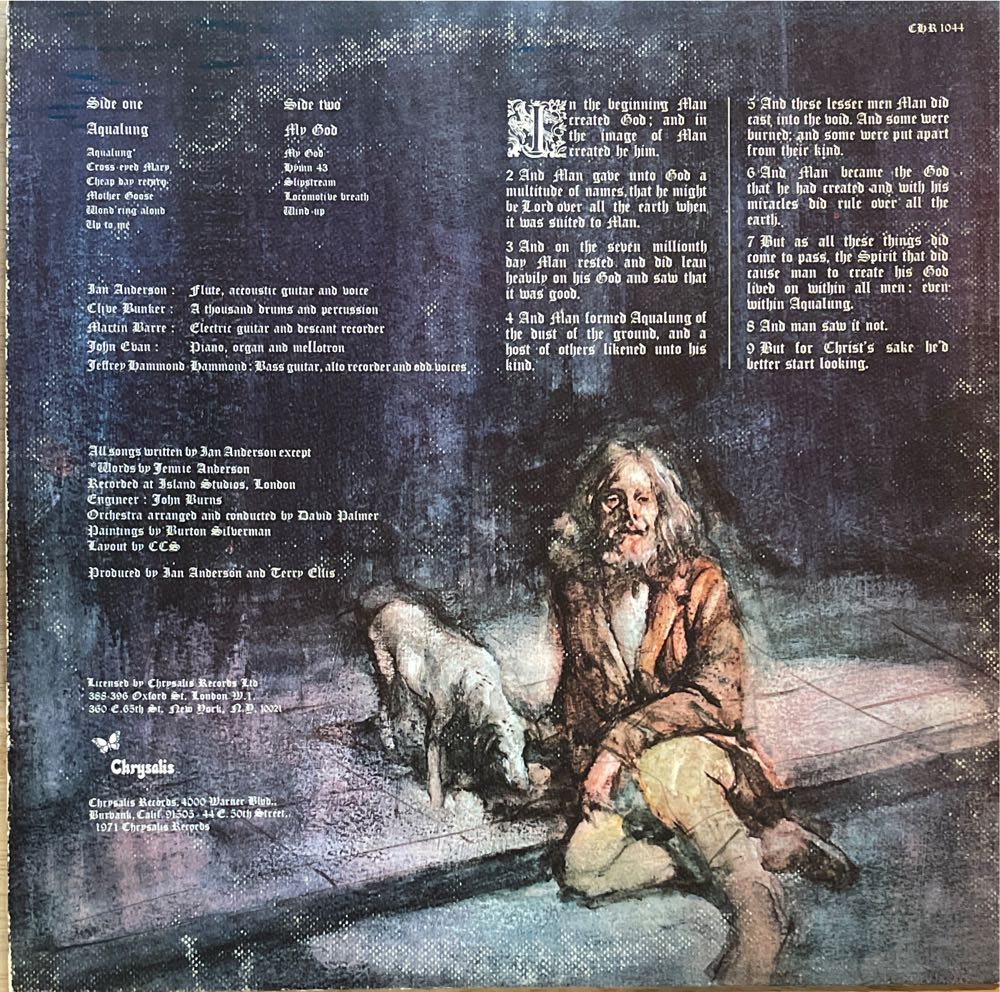 CHR 1044
Side one
Aqualung
Aqualung*
Cross-eyed Mary
Cheap day return
Mother Goose
Wond'ring aloud
Up to me
Side two
My God
My God
Hymn 43
Slipstream
Locomotive breath
Wind-up
Ian Anderson : Flute, accoustic guitar and voice
Clive Bunker : A thousand drums and percussion
Martin Barre : Electric guitar and descant recorder
John Evan : Piano, organ and mellotron
Jeffrey Hammond-Hammond : Bass guitar, alto recorder and odd voices
All songs written by Ian Anderson except
*Words by Jennie Anderson
Recorded at Island Studios, London
Engineer : John Burns
Orchestra arranged and conducted by David Palmer
Paintings by Burton Silverman
Layout by CCS
Produced by Ian Anderson and Terry Ellis
Licensed by Chrysalis Records Ltd
388-396 Oxford St. London W.1.
360 E.65th St. New York, N.Y. 10021
Chrysalis
Chrysalis Records, 4000 Warner Blvd.,
Burbank, Calif. 91505 · 44 E. 50th Street,.
1971 Chrysalis Records
In the beginning Man
created God; and in
the image of Man
created he him.
2 And Man gave unto God a
multitude of names, that he might
be Lord over all the earth when
it was suited to Man.
3 And on the seven millionth
day Man rested and did lean
heavily on his God and saw that
it was good.
4 And Man formed Aqualung of
the dust of the ground, and a
host of others likened unto his
kind.
5 And these lesser men Man did
cast into the void. And some were
burned; and some were put apart
from their kind.
6 And Man became the God
that he had created and with his
miracles did rule over all the
earth.
7 But as all these things did
come to pass, the Spirit that did
cause man to create his God
lived on within all men: even
within Aqualung.
8 And man saw it not.
9 But for Christ's sake he'd
better start looking.